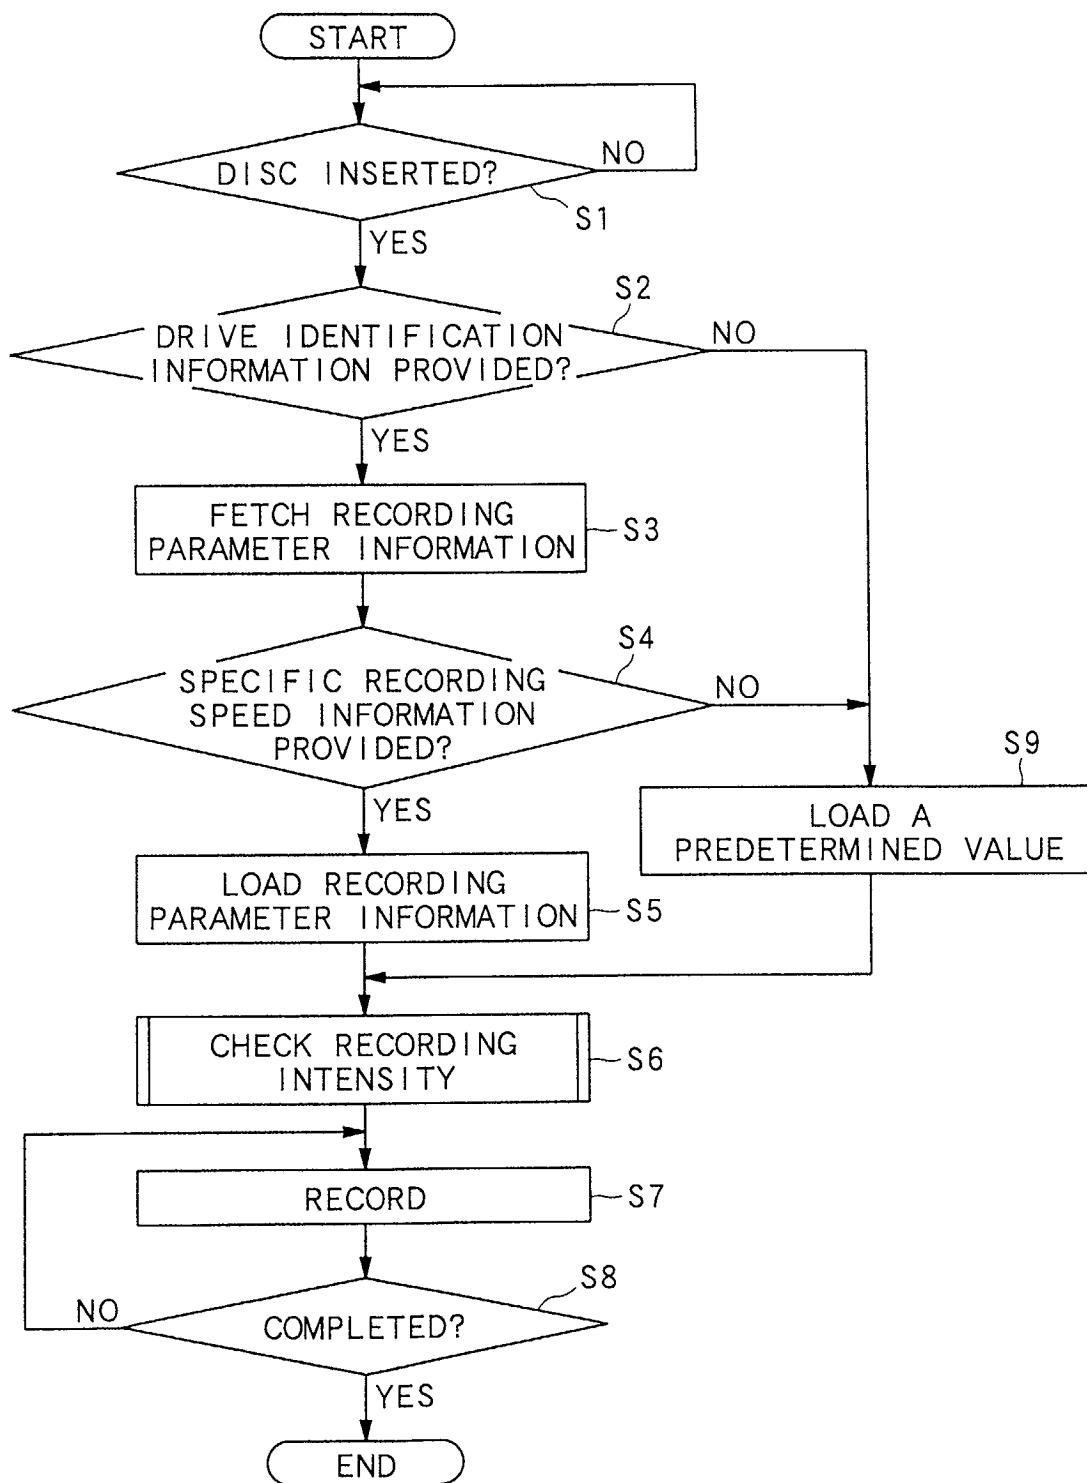 START
NO
DISC INSERTED?
S1
YES
S2
DRIVE IDENTIFICATION
INFORMATION PROVIDED?
NO
YES
FETCH RECORDING
PARAMETER INFORMATION
S3
S4
SPECIFIC RECORDING
SPEED INFORMATION
PROVIDED?
NO
S9
YES
LOAD A
PREDETERMINED VALUE
LOAD RECORDING
PARAMETER INFORMATION
S5
CHECK RECORDING
INTENSITY
S6
RECORD
S7
S8
NO
COMPLETED?
YES
END